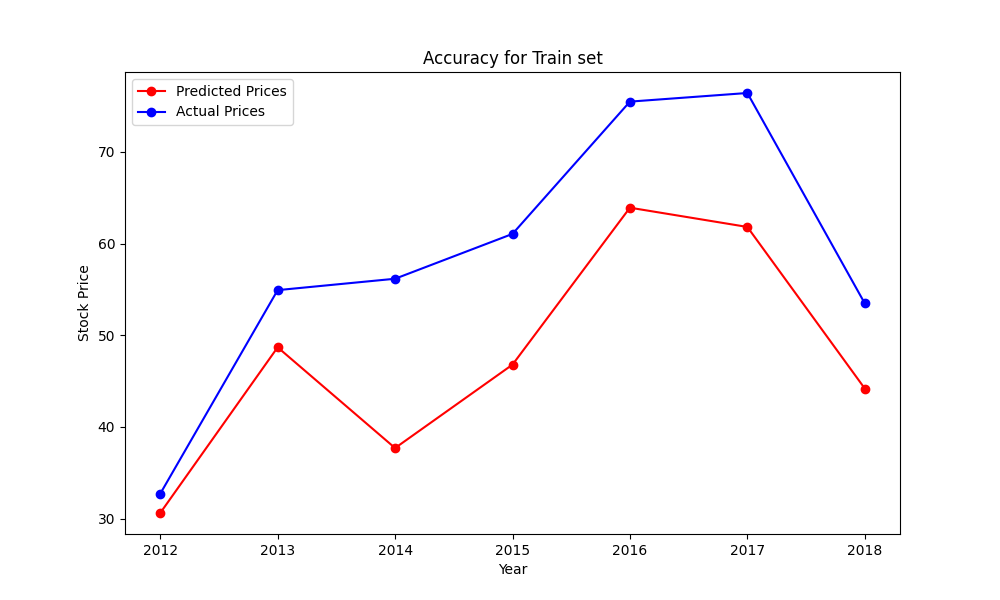 Accuracy for Train set
Predicted Prices
Actual Prices
70
60
50
40
30
Stock Price
2012 2013 2014 2015 2016 2017 2018
Year